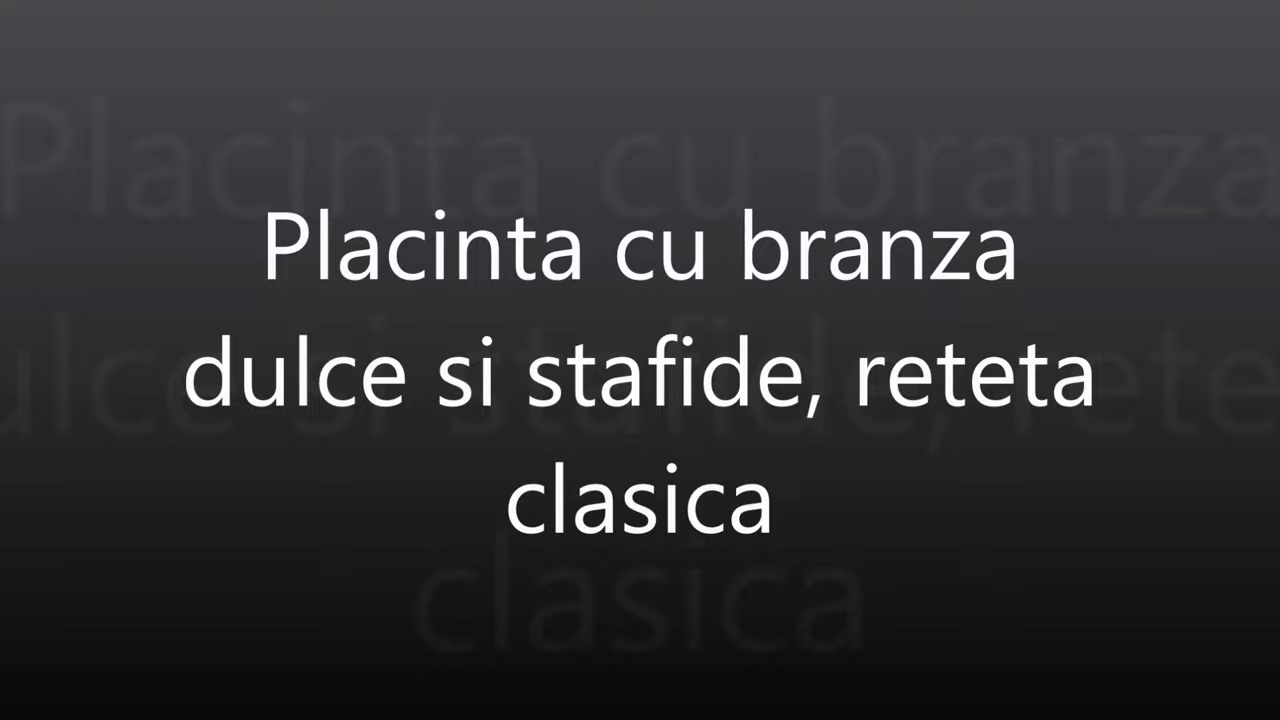 Placinta cu branza
dulce si stafide, reteta
clasica